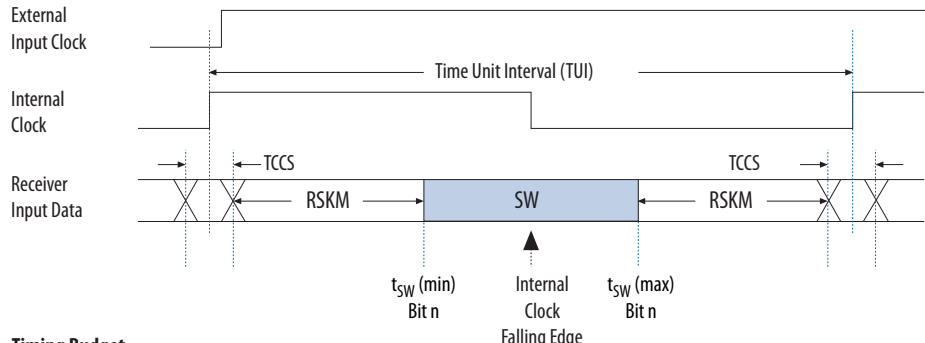 External
Input Clock
Time Unit Interval (TUI)
Internal
Clock
TCCS
TCCS
Receiver
Input Data
RSKM
SW
RSKM
tSW (min)
Bit n
Internal
Clock
Falling Edge
tSW (max)
Bit n
Timing Budget